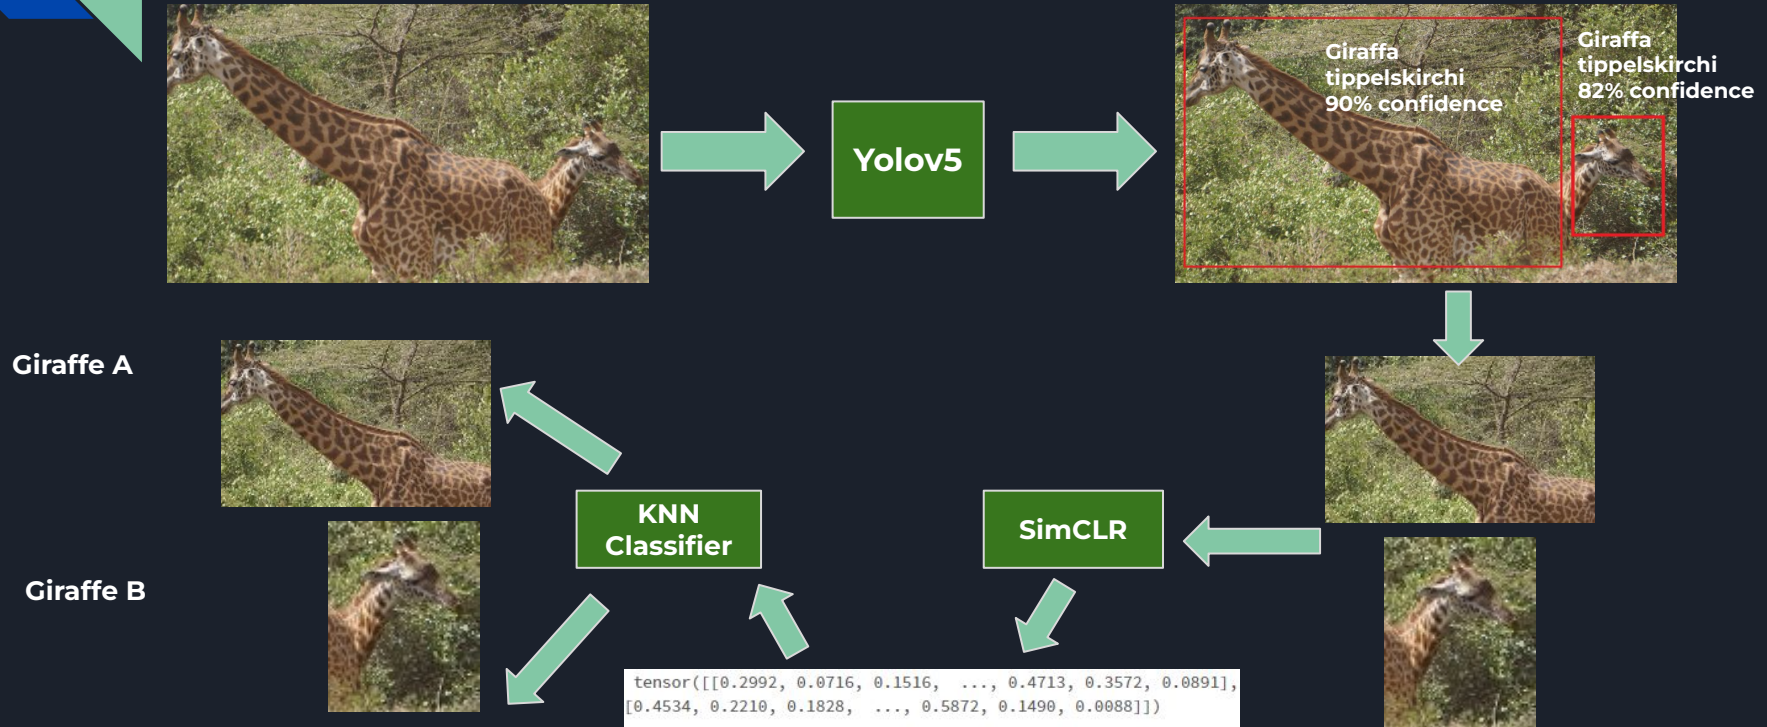 Yolov5
Giraffa
tippelskirchi
90% confidence
Giraffa
tippelskirchi
82% confidence
Giraffe A
KNN
Classifier
SimCLR
Giraffe B
tensor([[0.2992, 0.0716, 0.1516, ..., 0.4713, 0.3572, 0.0891],
[0.4534, 0.2210, 0.1828, ..., 0.5872, 0.1490, 0.0088]])